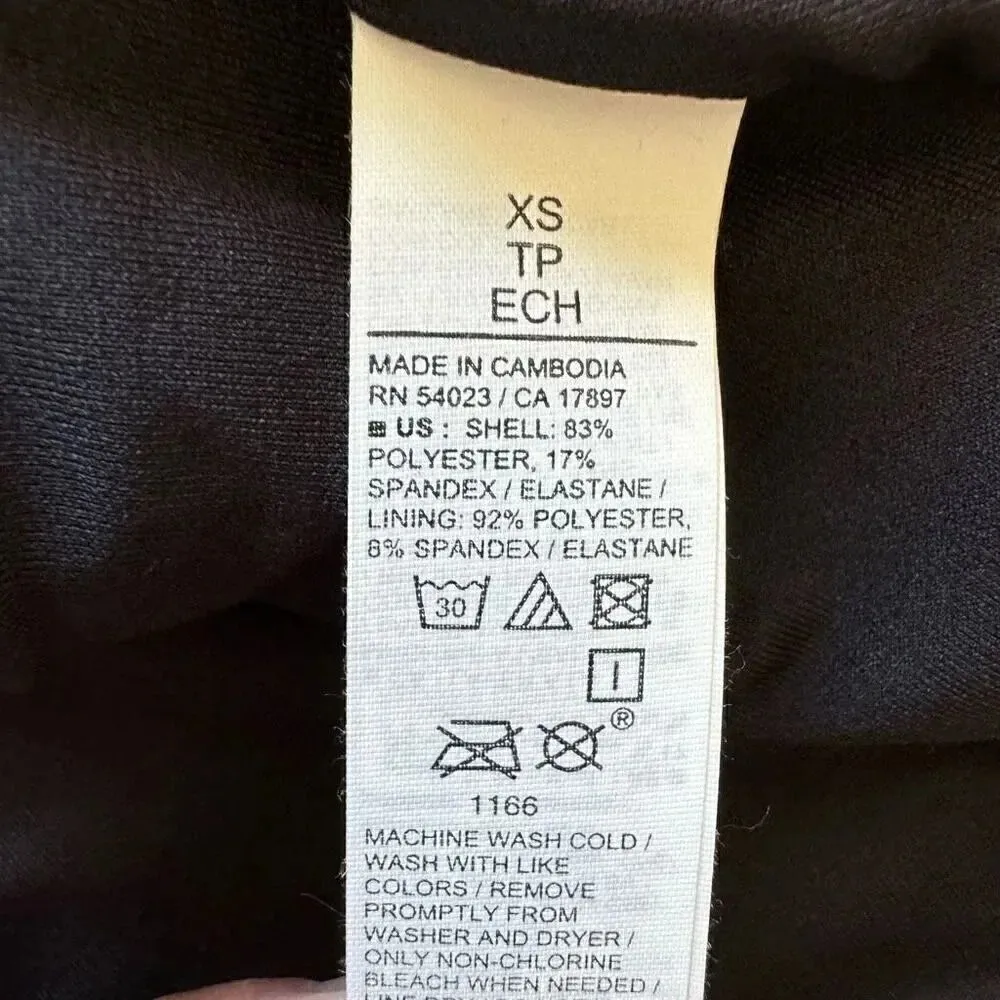 XS
TP
ECH
MADE IN CAMBODIA
RN 54023 / CA 17897
US : SHELL: 83%
POLYESTER, 17%
SPANDEX / ELASTANE /
LINING: 92% POLYESTER,
8% SPANDEX / ELASTANE
30
®
1166
MACHINE WASH COLD /
WASH WITH LIKE
COLORS / REMOVE
PROMPTLY FROM
WASHER AND DRYER /
ONLY NON-CHLORINE
BLEACH WHEN NEEDED /